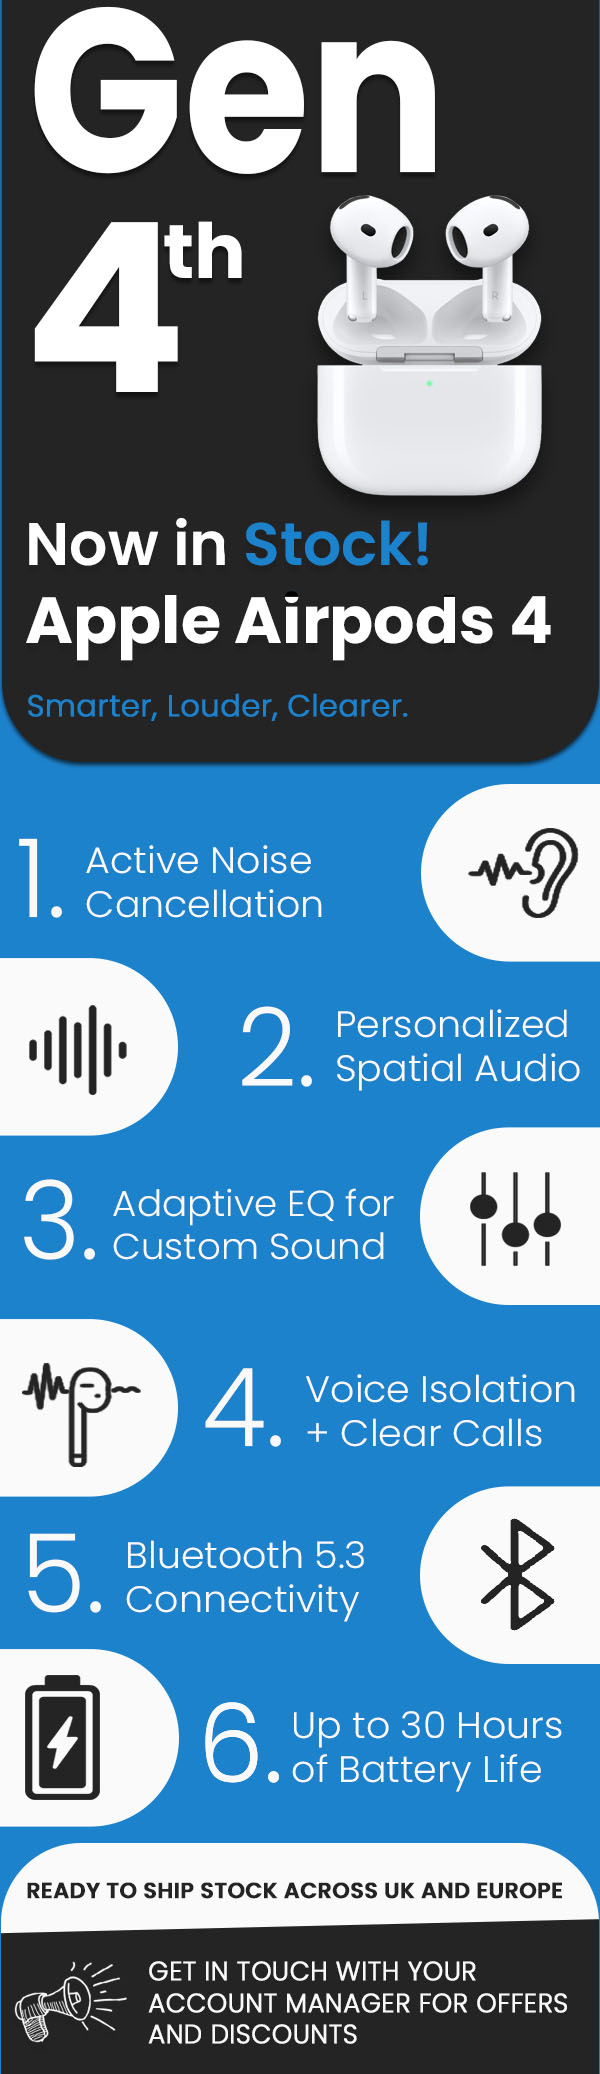 Gen
4th
L R
Now in Stock!
Apple Airpods 4
Smarter, Louder, Clearer.
1. Active Noise
Cancellation
2. Personalized
Spatial Audio
3. Adaptive EQ for
Custom Sound
4. Voice Isolation
+ Clear Calls
5. Bluetooth 5.3
Connectivity
6. Up to 30 Hours
of Battery Life
READY TO SHIP STOCK ACROSS UK AND EUROPE
GET IN TOUCH WITH YOUR
ACCOUNT MANAGER FOR OFFERS
AND DISCOUNTS